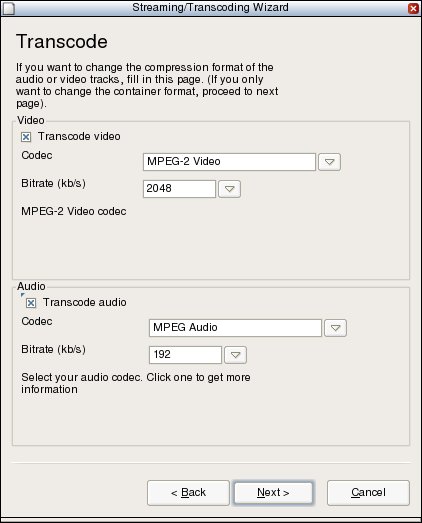 Streaming/Transcoding Wizard
Transcode
If you want to change the compression format of the
audio or video tracks, fill in this page. (If you only
want to change the container format, proceed to next
page).
Video
Transcode video
Codec
MPEG-2 Video
Bitrate (kb/s)
2048
MPEG-2 Video codec
Audio
Transcode audio
Codec
MPEG Audio
Bitrate (kb/s)
192
Select your audio codec. Click one to get more
information
< Back
Next >
Cancel